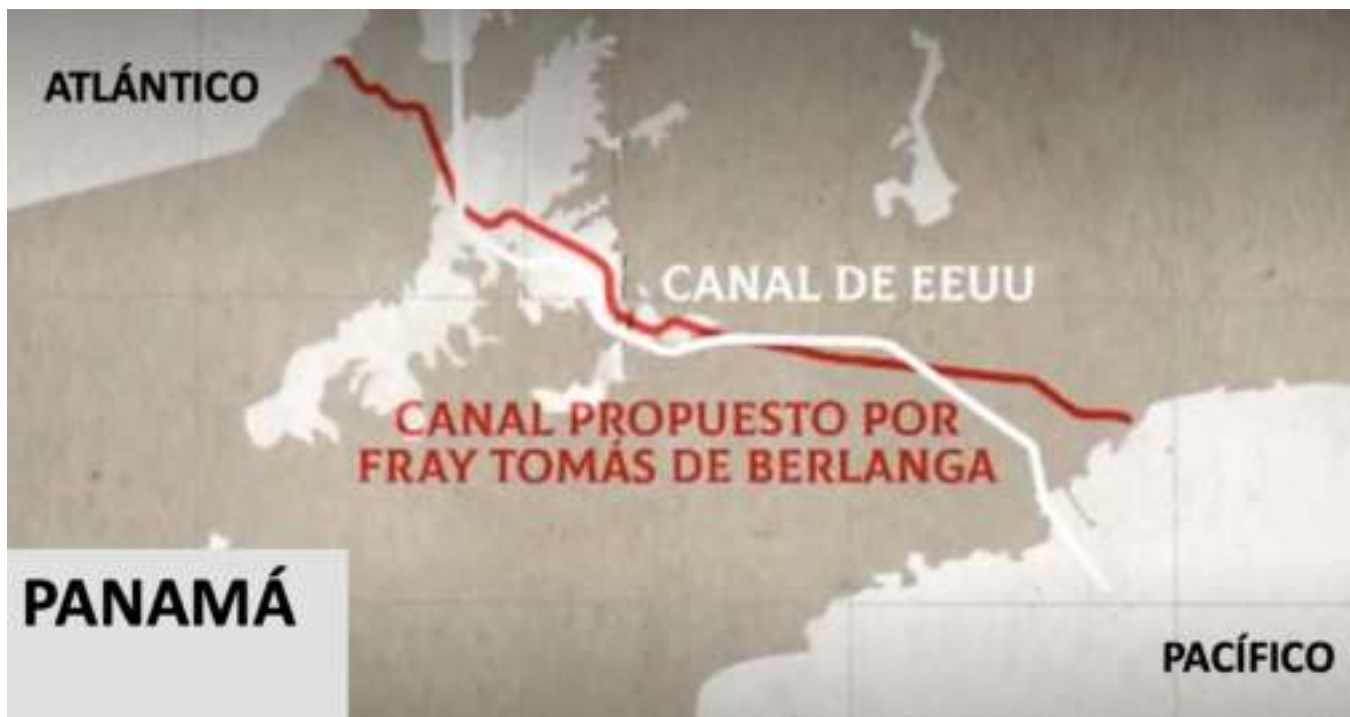 ATLÁNTICO
CANAL DE EEUU
CANAL PROPUESTO POR
FRAY TOMÁS DE BERLANGA
PANAMÁ
PACÍFICO